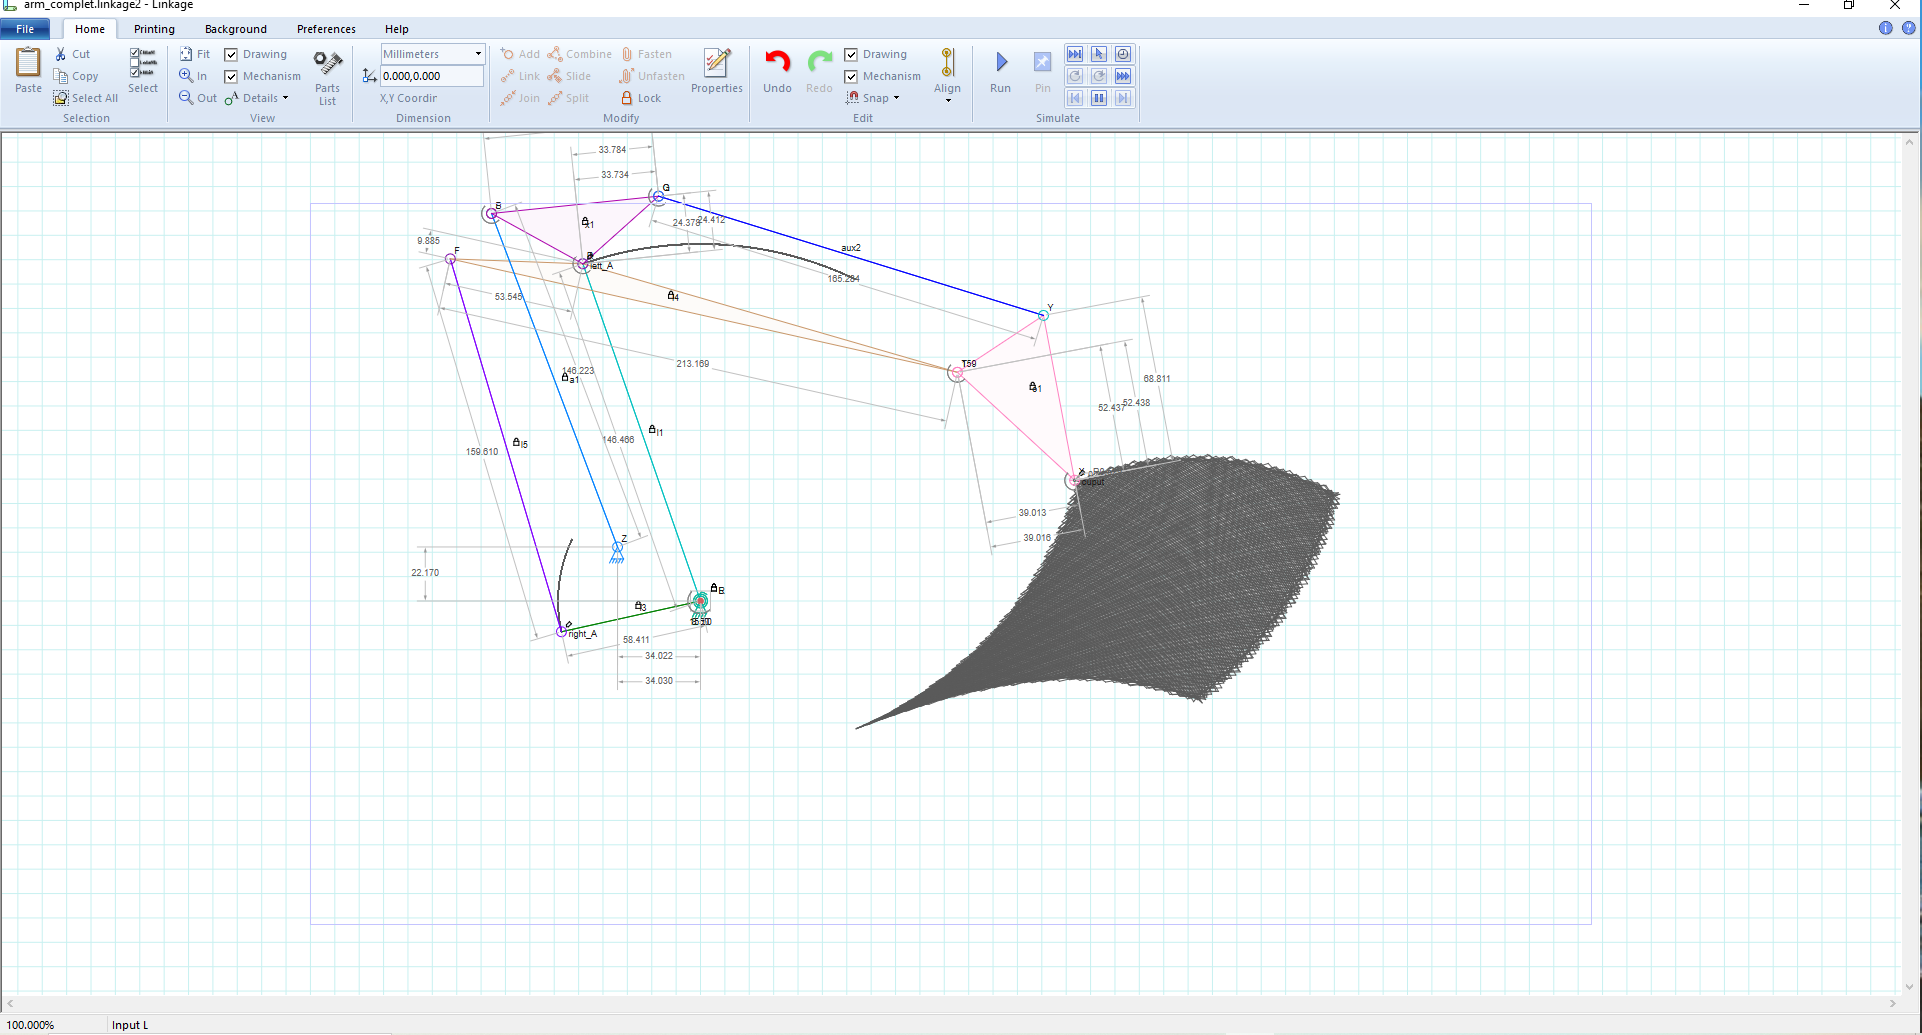 arm_complet.linkage2 - Linkage
File
Home
Printing
Background
Preferences
Help
Paste
Cut
Copy
Select All
Select
Selection
Fit
In
Out
Drawing
Mechanism
Details
Parts
List
View
Millimeters
0.000,0.000
X,Y Coordir
Dimension
Add
Combine
Fasten
Link
Slide
Unfasten
Join
Split
Lock
Properties
Modify
Undo
Redo
Drawing
Mechanism
Snap
Align
Edit
Run
Pin
Simulate
33.784
33.734
G
B
24.378
24.412
9.885
F
left_A
aux2
165.284
53.545
Y
213.169
T59
146.223
a1
68.811
52.437
52.438
l1
146.466
159.610
l5
ouput
39.013
39.016
Z
22.170
right_A
58.411
34.022
34.030
100.000%
Input L